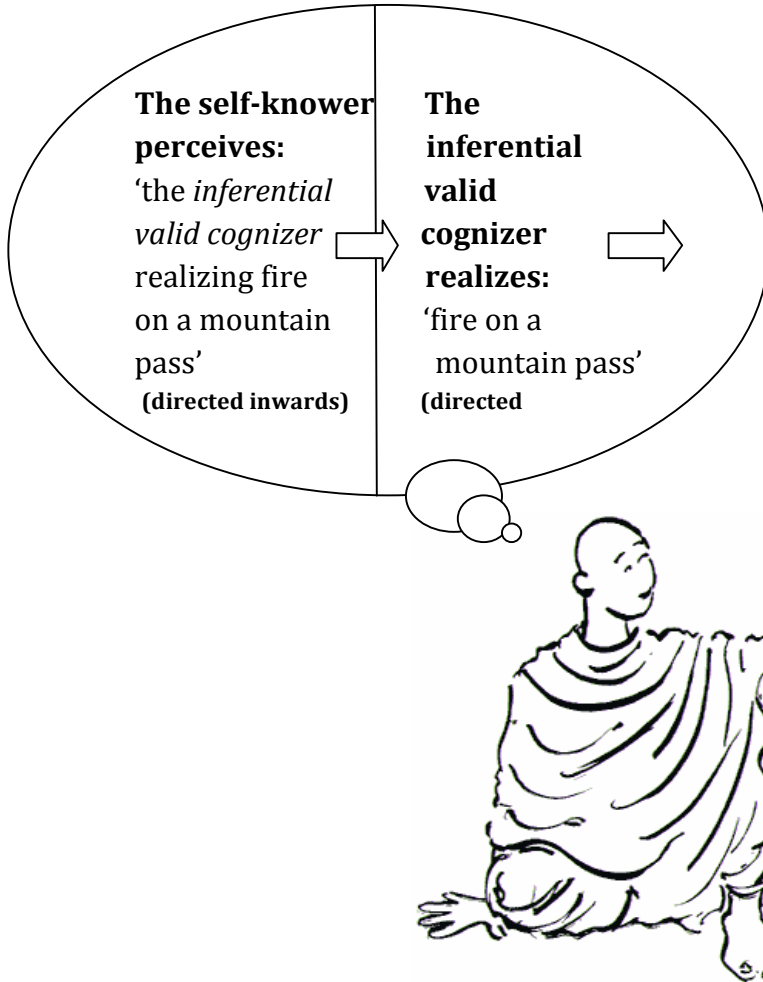 The self-knower
perceives:
‘the inferential
valid cognizer
realizing fire
on a mountain
pass’
(directed inwards)
The
inferential
valid
cognizer
realizes:
‘fire on a
mountain pass’
(directed